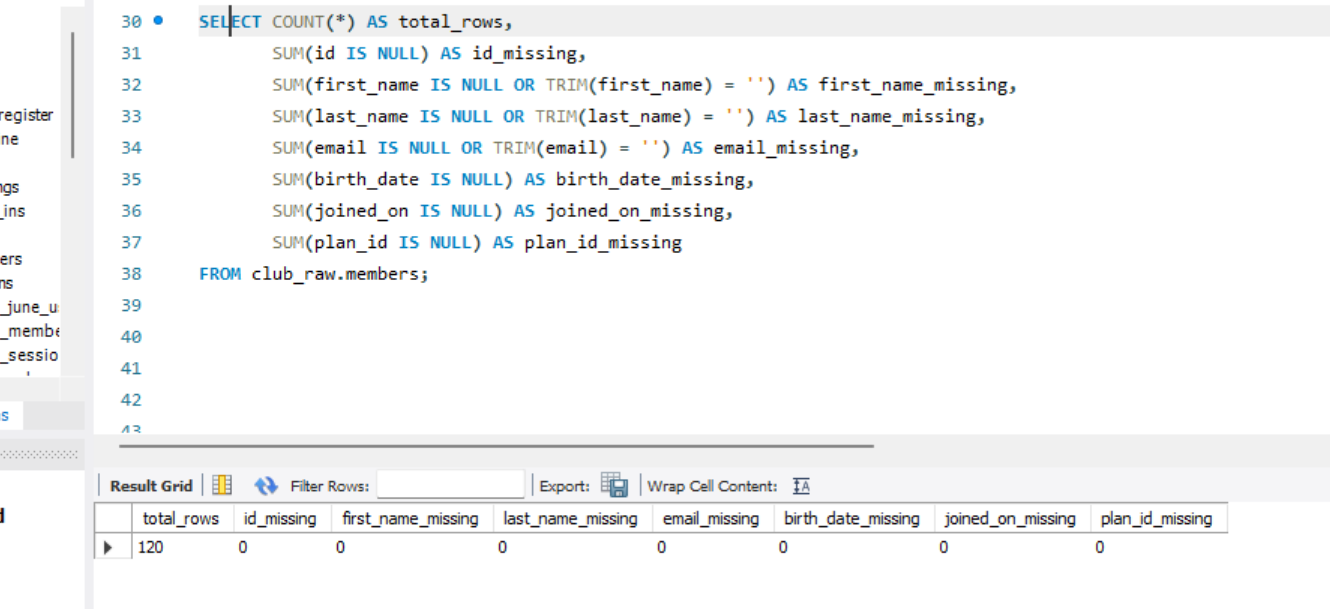 register
ne
ngs
_ins
ers
ns
_june_u
_membe
_sessio
s
d
30 SELECT COUNT(*) AS total_rows,
31 SUM(id IS NULL) AS id_missing,
32 SUM(first_name IS NULL OR TRIM(first_name) = '') AS first_name_missing,
33 SUM(last_name IS NULL OR TRIM(last_name) = '') AS last_name_missing,
34 SUM(email IS NULL OR TRIM(email) = '') AS email_missing,
35 SUM(birth_date IS NULL) AS birth_date_missing,
36 SUM(joined_on IS NULL) AS joined_on_missing,
37 SUM(plan_id IS NULL) AS plan_id_missing
38 FROM club_raw.members;
39
40
41
42
43
Result Grid Filter Rows: Export: Wrap Cell Content: IA
total_rows id_missing first_name_missing last_name_missing email_missing birth_date_missing joined_on_missing plan_id_missing
120 0 0 0 0 0 0 0